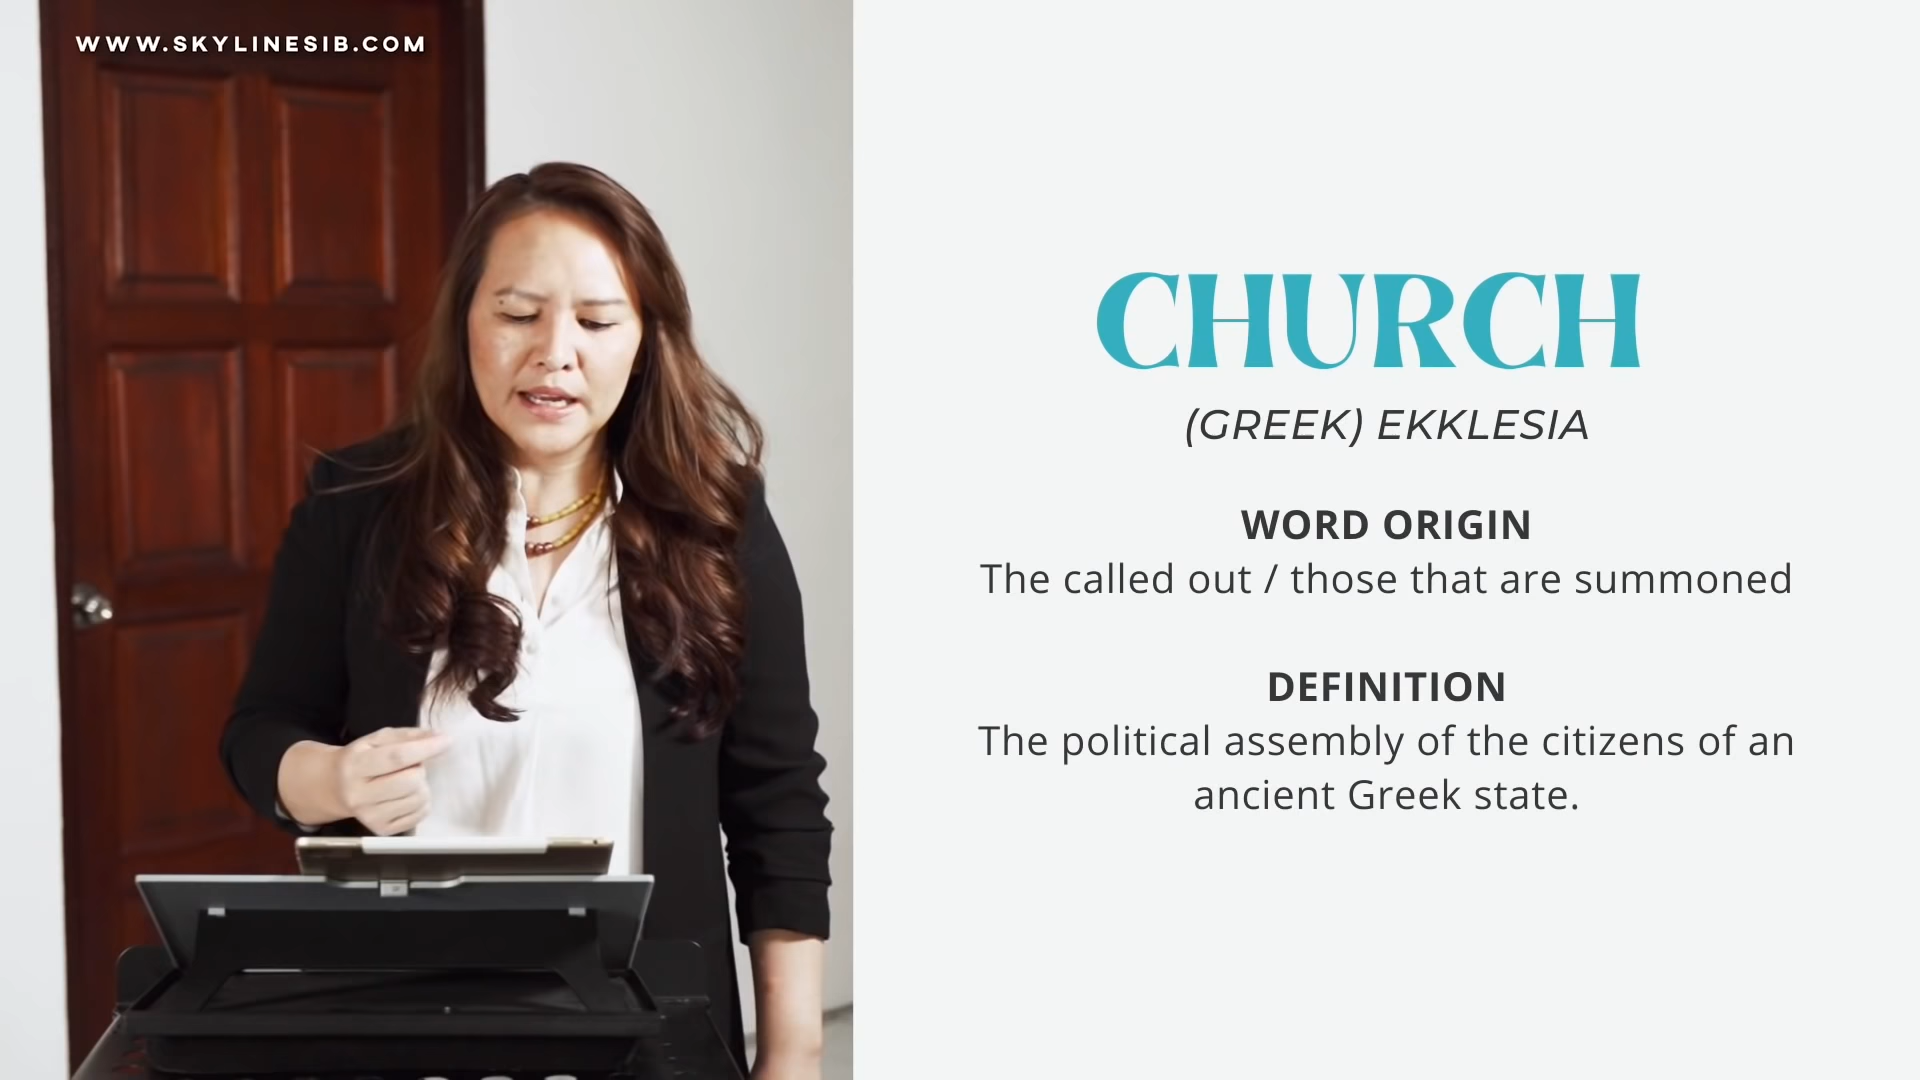 WWW.SKYLINESIB.COM
CHURCH
(GREEK) EKKLESIA
WORD ORIGIN
The called out / those that are summoned
DEFINITION
The political assembly of the citizens of an
ancient Greek state.